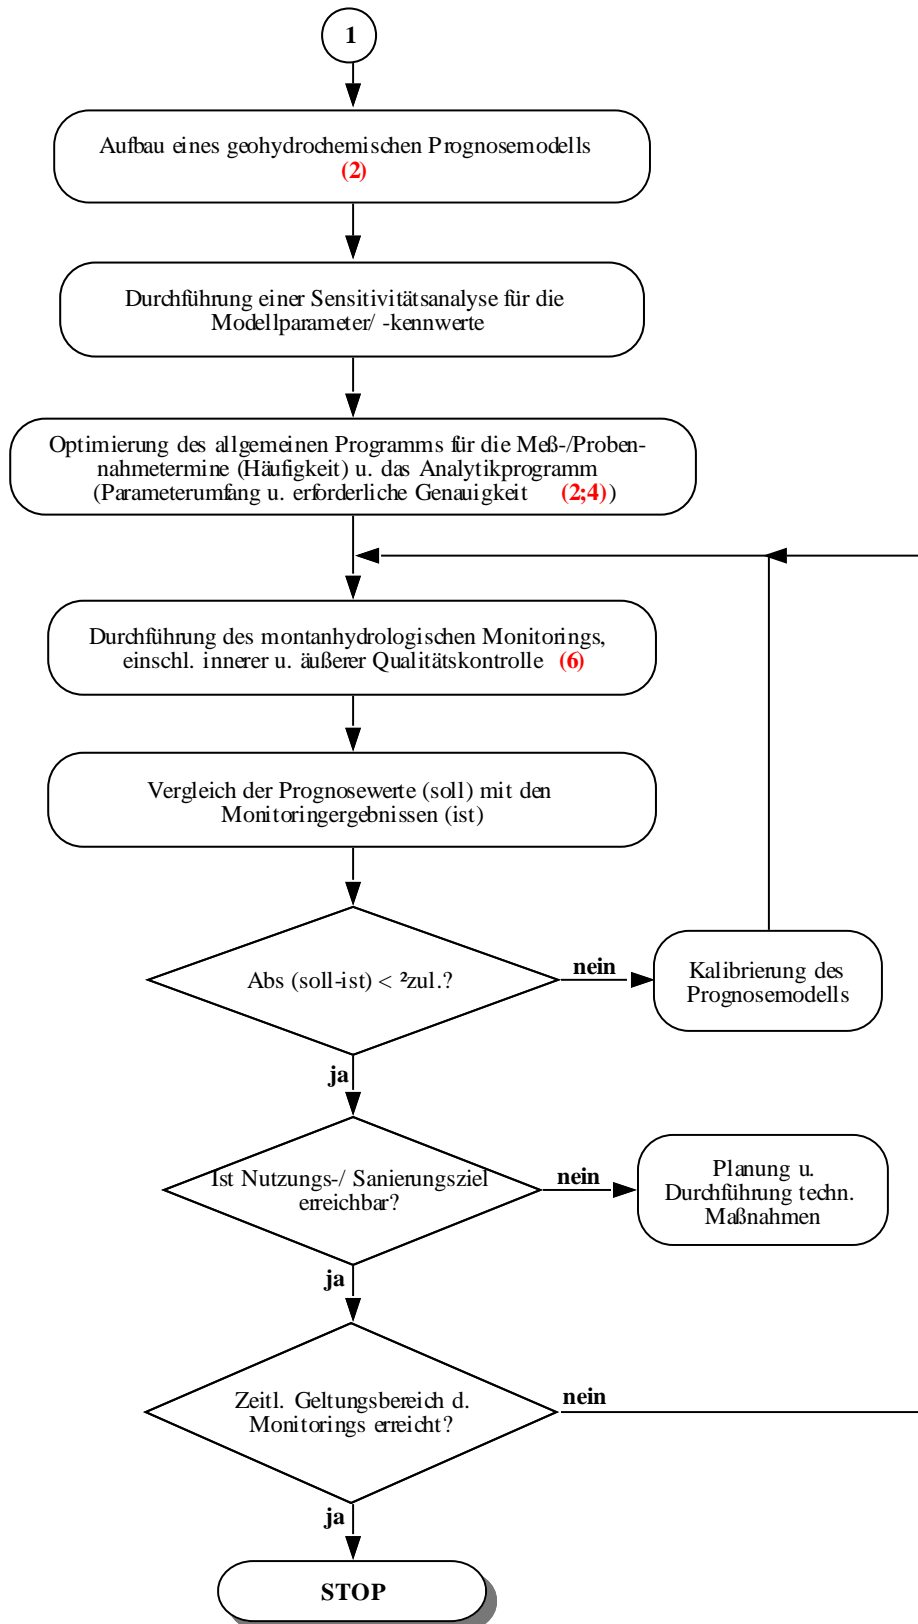 1
Aufbau eines geohydrochemischen Prognosemodells
(2)
Durchführung einer Sensitivitätsanalyse für die
Modellparameter/ -kennwerte
Optimierung des allgemeinen Programms für die Meß-/Proben-
nahmetermine (Häufigkeit) u. das Analytikprogramm
(Parameterumfang u. erforderliche Genauigkeit (2;4))
Durchführung des montanhydrologischen Monitorings,
einschl. innerer u. äußerer Qualitätskontrolle (6)
Vergleich der Prognosewerte (soll) mit den
Monitoringergebnissen (ist)
Abs (soll-ist) < ²zul.?
nein
Kalibrierung des
Prognosemodells
ja
Ist Nutzungs-/ Sanierungsziel
erreichbar?
nein
Planung u.
Durchführung techn.
Maßnahmen
ja
Zeitl. Geltungsbereich d.
Monitorings erreicht?
nein
ja
STOP